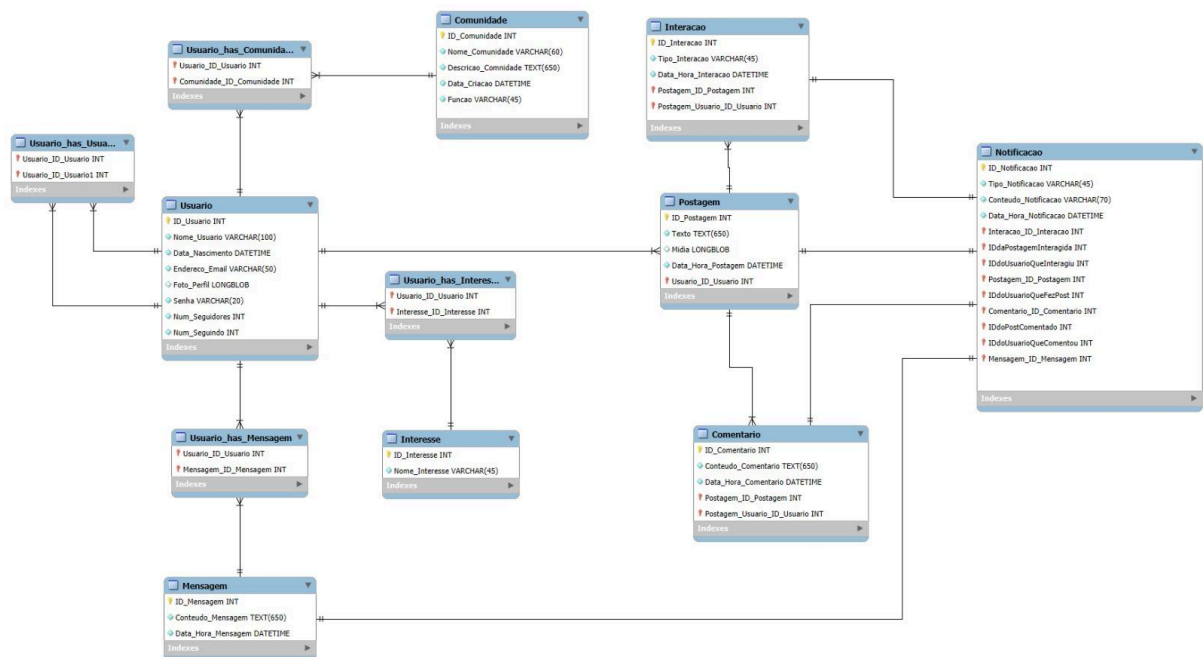 Usuario_has_Comunida...
Usuario_ID_Usuario INT
Comunidade_ID_Comunidade INT
Indexes
Comunidade
ID_Comunidade INT
Nome_Comunidade VARCHAR(60)
Descricao_Comnidade TEXT(650)
Data_Criacao DATETIME
Funcao VARCHAR(45)
Indexes
Interacao
ID_Interacao INT
Tipo_Interacao VARCHAR(45)
Data_Hora_Interacao DATETIME
Postagem_ID_Postagem INT
Postagem_Usuario_ID_Usuario INT
Indexes
Usuario_has_Usua...
Usuario_ID_Usuario INT
Usuario_ID_Usuario1 INT
Indexes
Usuario
ID_Usuario INT
Nome_Usuario VARCHAR(100)
Data_Nascimento DATETIME
Endereco_Email VARCHAR(50)
Foto_Perfil LONGBLOB
Senha VARCHAR(20)
Num_Seguidores INT
Num_Seguindo INT
Indexes
Usuario_has_Interes...
Usuario_ID_Usuario INT
Interesse_ID_Interesse INT
Indexes
Postagem
ID_Postagem INT
Texto TEXT(650)
Midia LONGBLOB
Data_Hora_Postagem DATETIME
Usuario_ID_Usuario INT
Indexes
Notificacao
ID_Notificacao INT
Tipo_Notificacao VARCHAR(45)
Conteudo_Notificacao VARCHAR(70)
Data_Hora_Notificacao DATETIME
Interacao_ID_Interacao INT
IDdaPostagemInteragida INT
IDdoUsuarioQueInteragiu INT
Postagem_ID_Postagem INT
IDdoUsuarioQueFezPost INT
Comentario_ID_Comentario INT
IDdoPostComentado INT
IDdoUsuarioQueComentou INT
Mensagem_ID_Mensagem INT
Indexes
Usuario_has_Mensagem
Usuario_ID_Usuario INT
Mensagem_ID_Mensagem INT
Indexes
Interesse
ID_Interesse INT
Nome_Interesse VARCHAR(45)
Indexes
Comentario
ID_Comentario INT
Conteudo_Comentario TEXT(650)
Data_Hora_Comentario DATETIME
Postagem_ID_Postagem INT
Postagem_Usuario_ID_Usuario INT
Indexes
Mensagem
ID_Mensagem INT
Conteudo_Mensagem TEXT(650)
Data_Hora_Mensagem DATETIME
Indexes